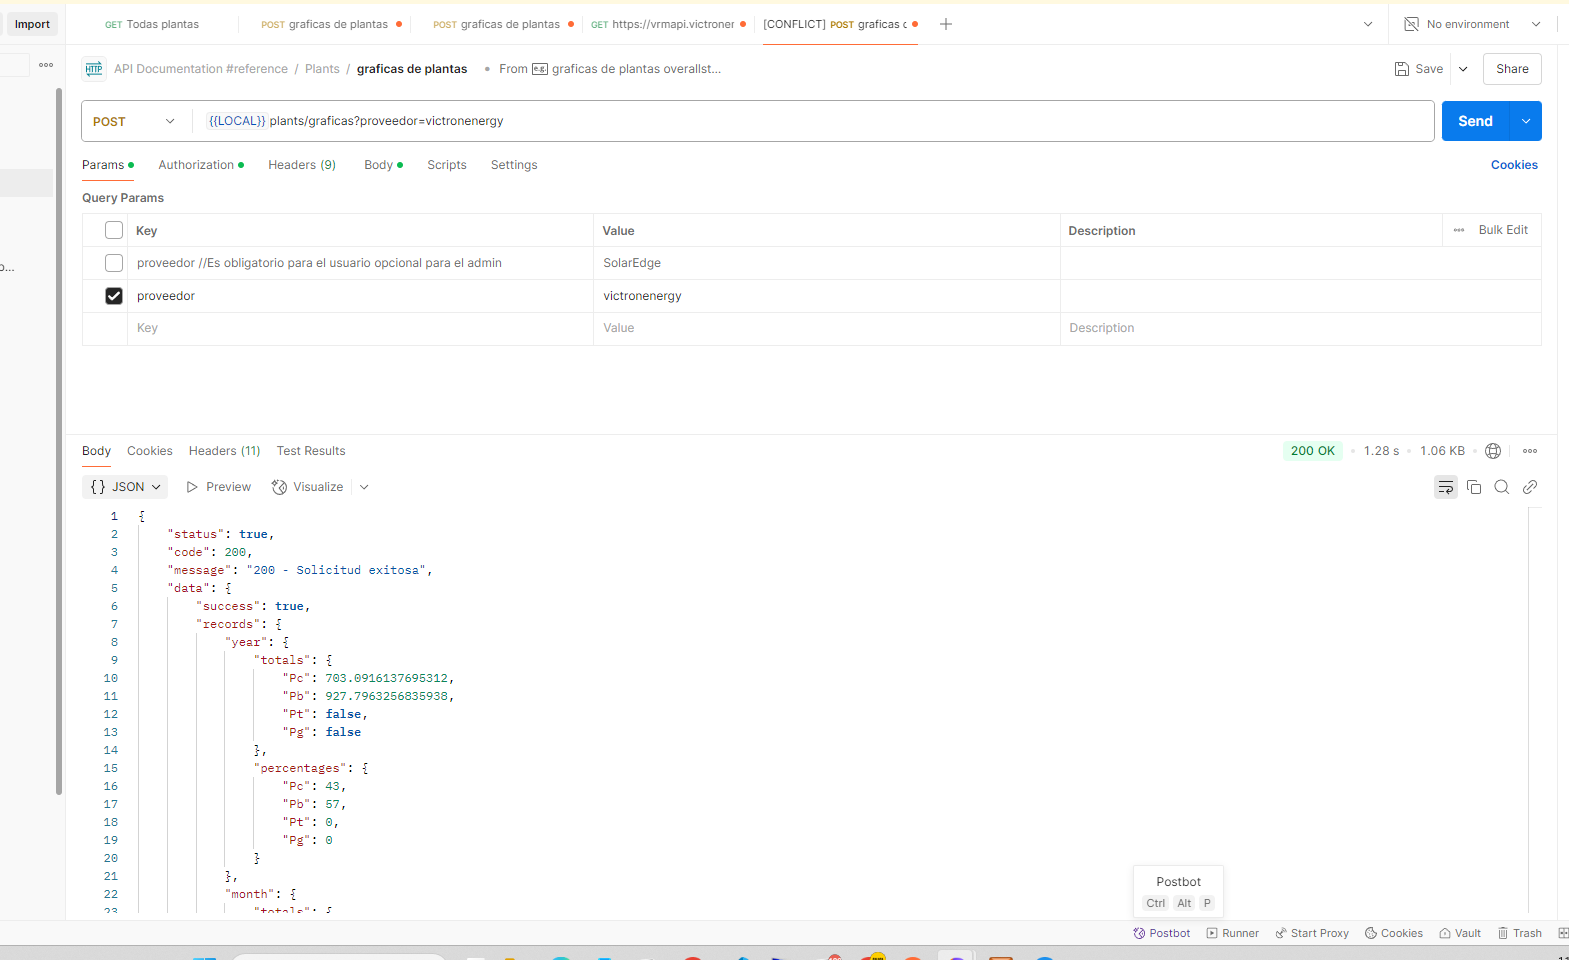 Import
GET Todas plantas
POST graficas de plantas
POST graficas de plantas
GET https://vrmapi.victroner
[CONFLICT] POST graficas c
No environment
HTTP API Documentation #reference / Plants / graficas de plantas • From e.g. graficas de plantas overallst...
Save
Share
POST
{{LOCAL}} plants/graficas?proveedor=victronenergy
Send
Params
Authorization
Headers (9)
Body
Scripts
Settings
Cookies
Query Params
Key Value Description Bulk Edit
proveedor //Es obligatorio para el usuario opcional para el admin SolarEdge
proveedor victronenergy
Key Value Description
Body Cookies Headers (11) Test Results
200 OK • 1.28 s • 1.06 KB
{} JSON Preview Visualize
1 {
2 "status": true,
3 "code": 200,
4 "message": "200 - Solicitud exitosa",
5 "data": {
6 "success": true,
7 "records": {
8 "year": {
9 "totals": {
10 "Pc": 703.0916137695312,
11 "Pb": 927.7963256835938,
12 "Pt": false,
13 "Pg": false
14 },
15 "percentages": {
16 "Pc": 43,
17 "Pb": 57,
18 "Pt": 0,
19 "Pg": 0
20 }
21 },
22 "month": {
23 "totals": {
Postbot
Ctrl Alt P
Postbot Runner Start Proxy Cookies Vault Trash